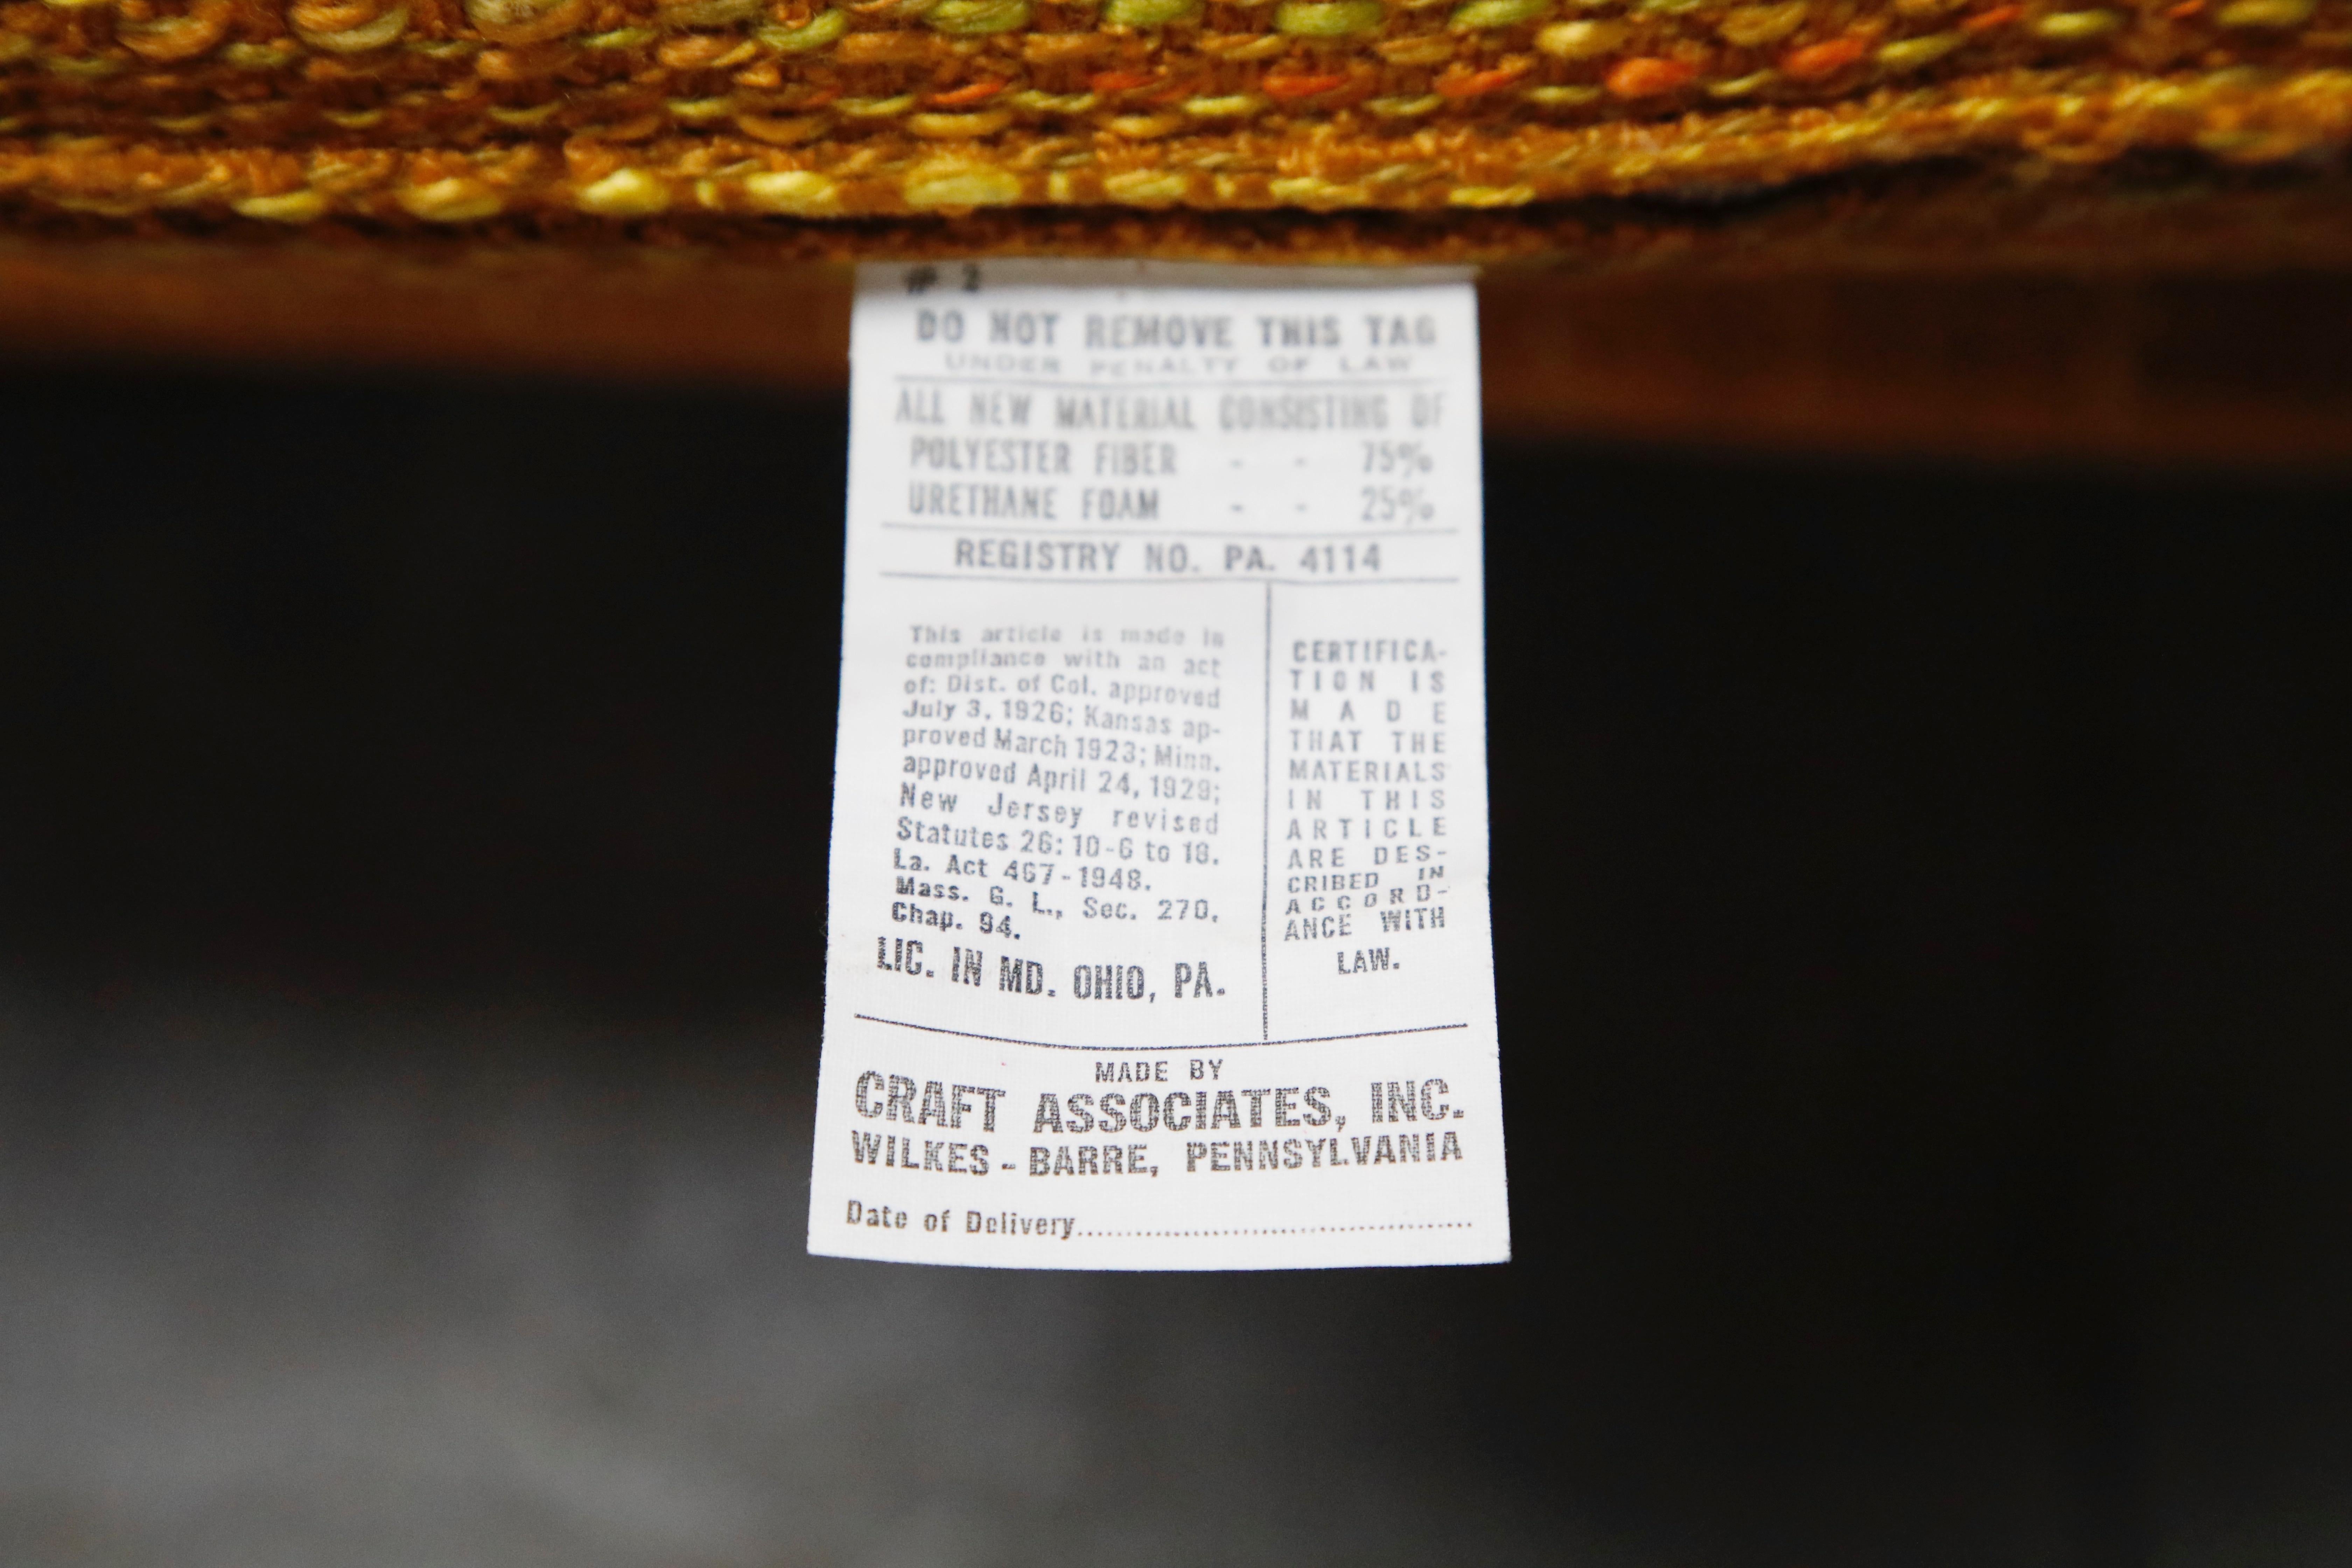 # 2
DO NOT REMOVE THIS TAG
UNDER PENALTY OF LAW
ALL NEW MATERIAL CONSISTING OF
POLYESTER FIBER - - 75%
URETHANE FOAM - - 25%
REGISTRY NO. PA. 4114
This article is made in
compliance with an act
of: Dist. of Col. approved
July 3, 1926; Kansas ap-
proved March 1923; Minn.
approved April 24, 1929;
New Jersey revised
Statutes 26: 10-6 to 18.
La. Act 467-1948.
Mass. G. L., Sec. 270,
Chap. 94.
LIC. IN MD. OHIO, PA.
CERTIFICA-
TION IS
MADE
THAT THE
MATERIALS
IN THIS
ARTICLE
ARE DES-
CRIBED IN
ACCORD-
ANCE WITH
LAW.
MADE BY
CRAFT ASSOCIATES, INC.
WILKES - BARRE, PENNSYLVANIA
Date of Delivery..............................